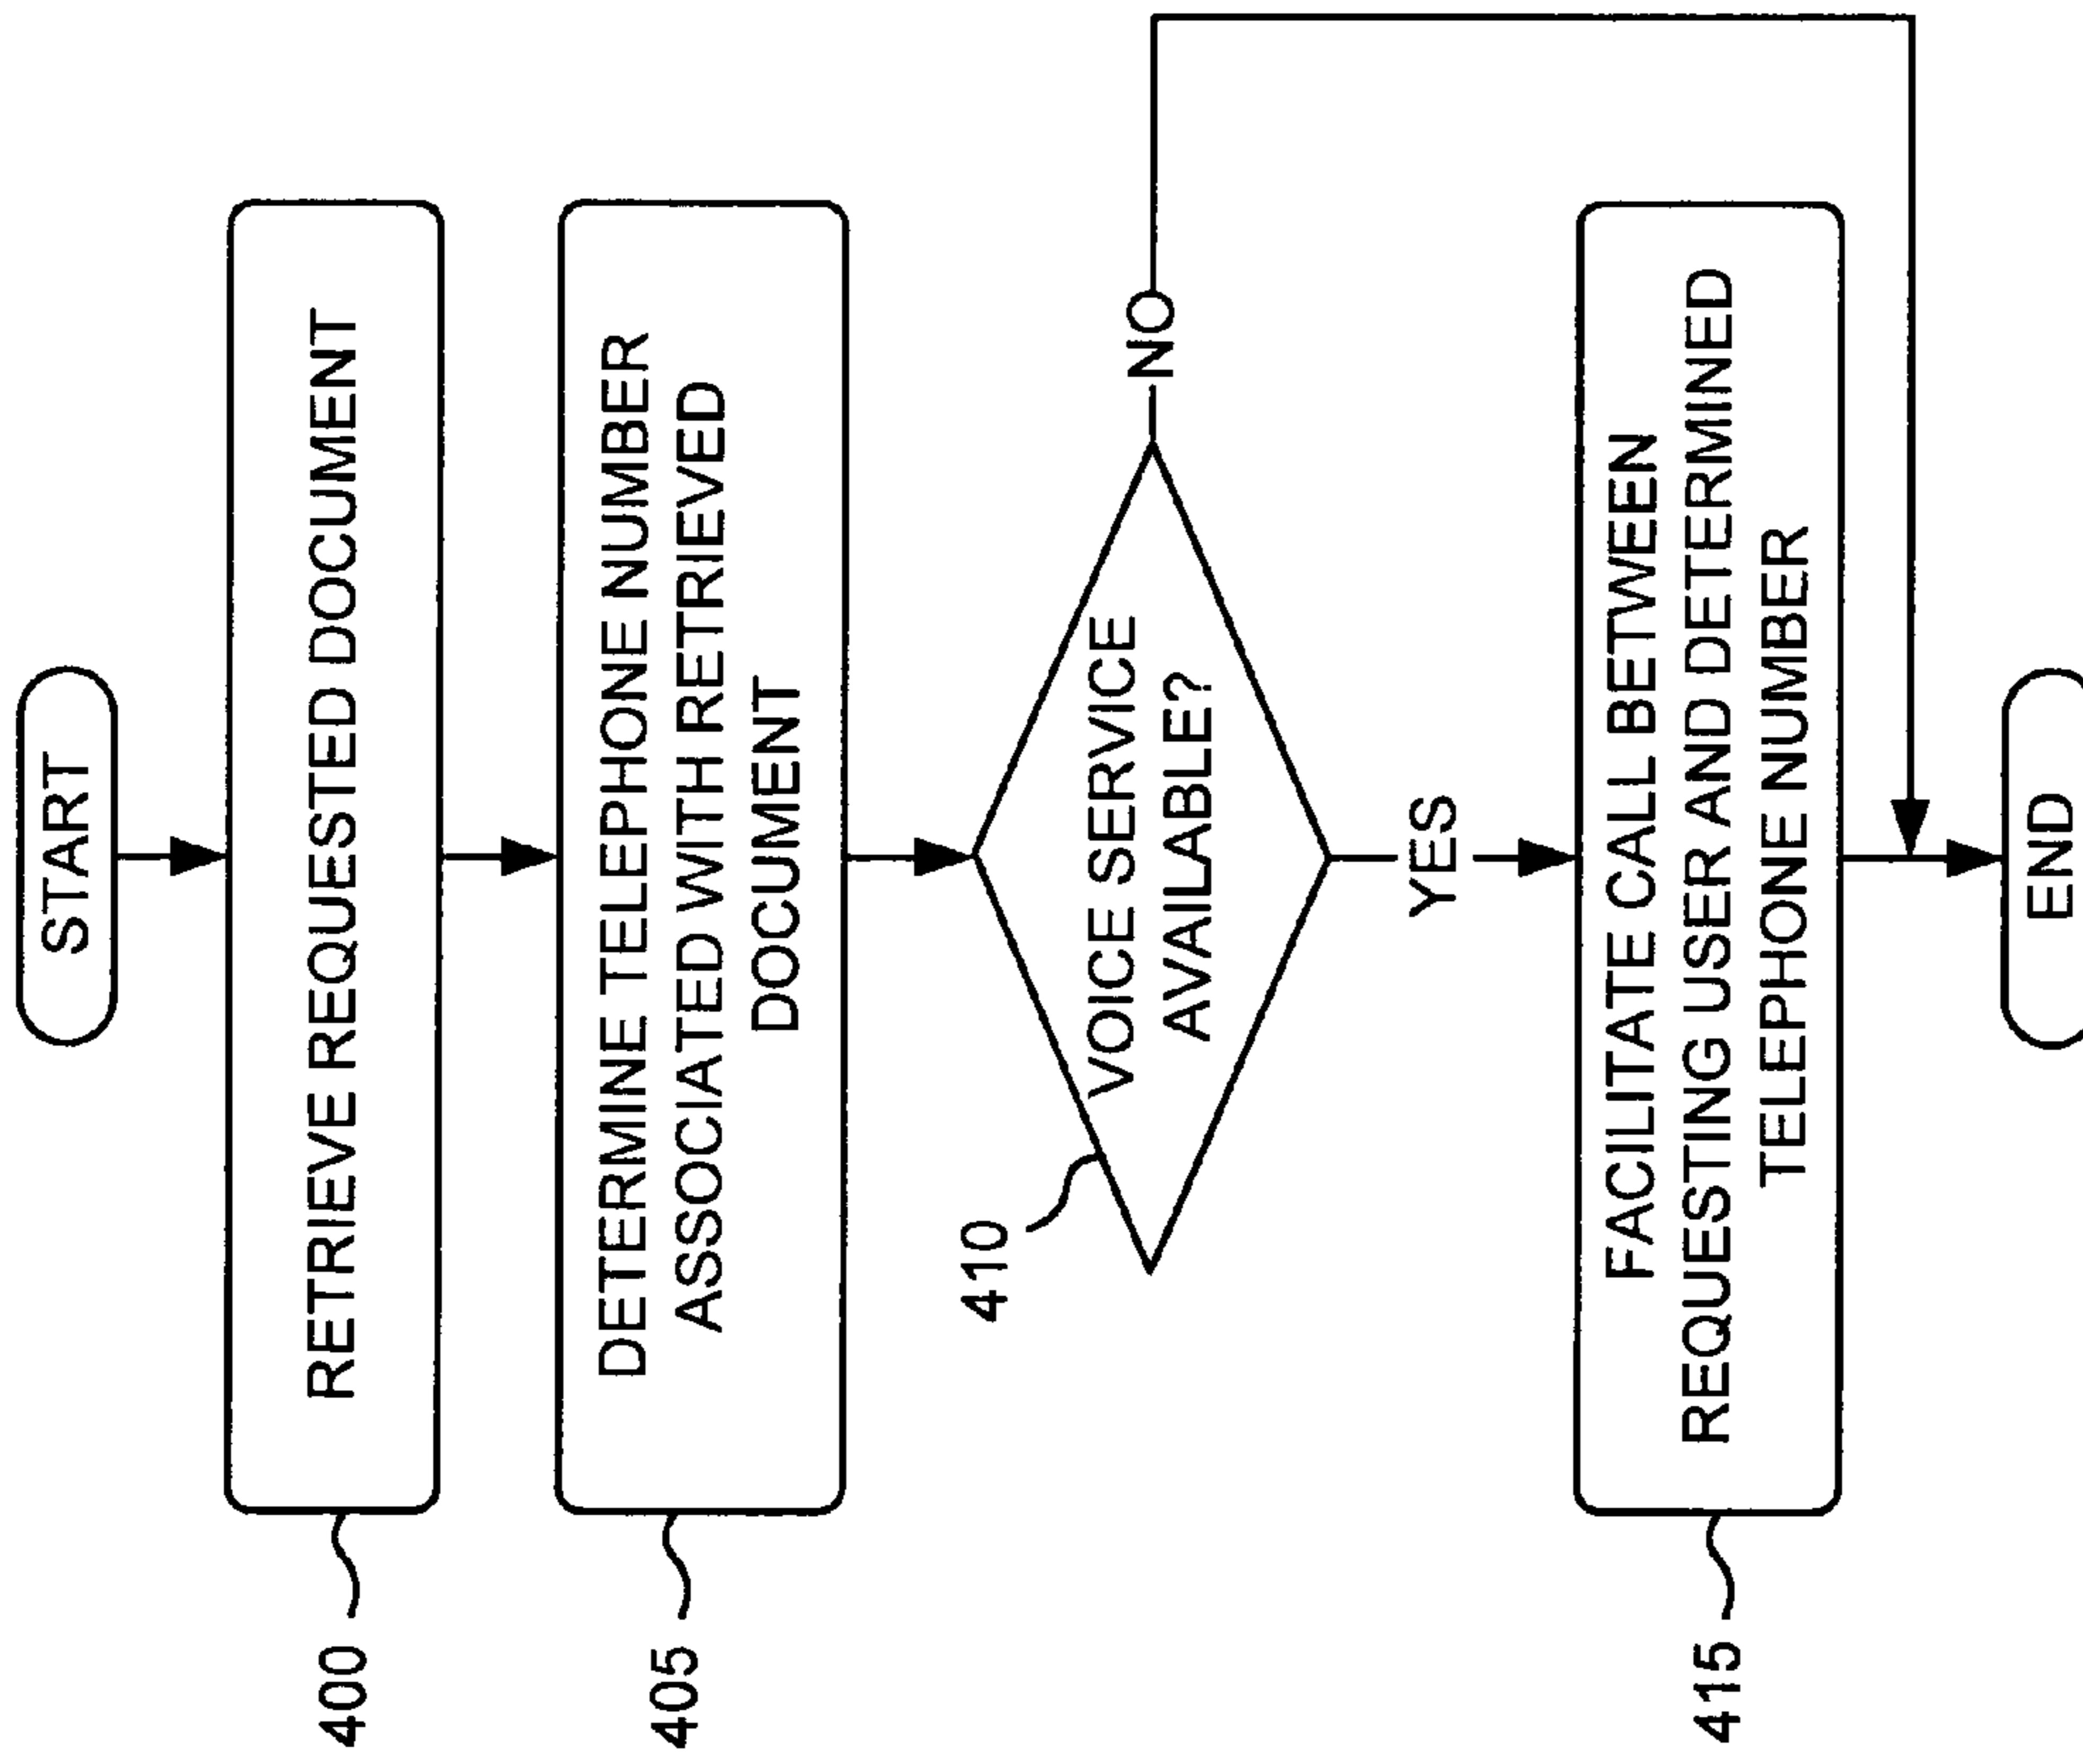 START
400
RETRIEVE REQUESTED DOCUMENT
405
DETERMINE TELEPHONE NUMBER
ASSOCIATED WITH RETRIEVED
DOCUMENT
410
VOICE SERVICE
AVAILABLE?
NO
YES
415
FACILITATE CALL BETWEEN
REQUESTING USER AND DETERMINED
TELEPHONE NUMBER
END